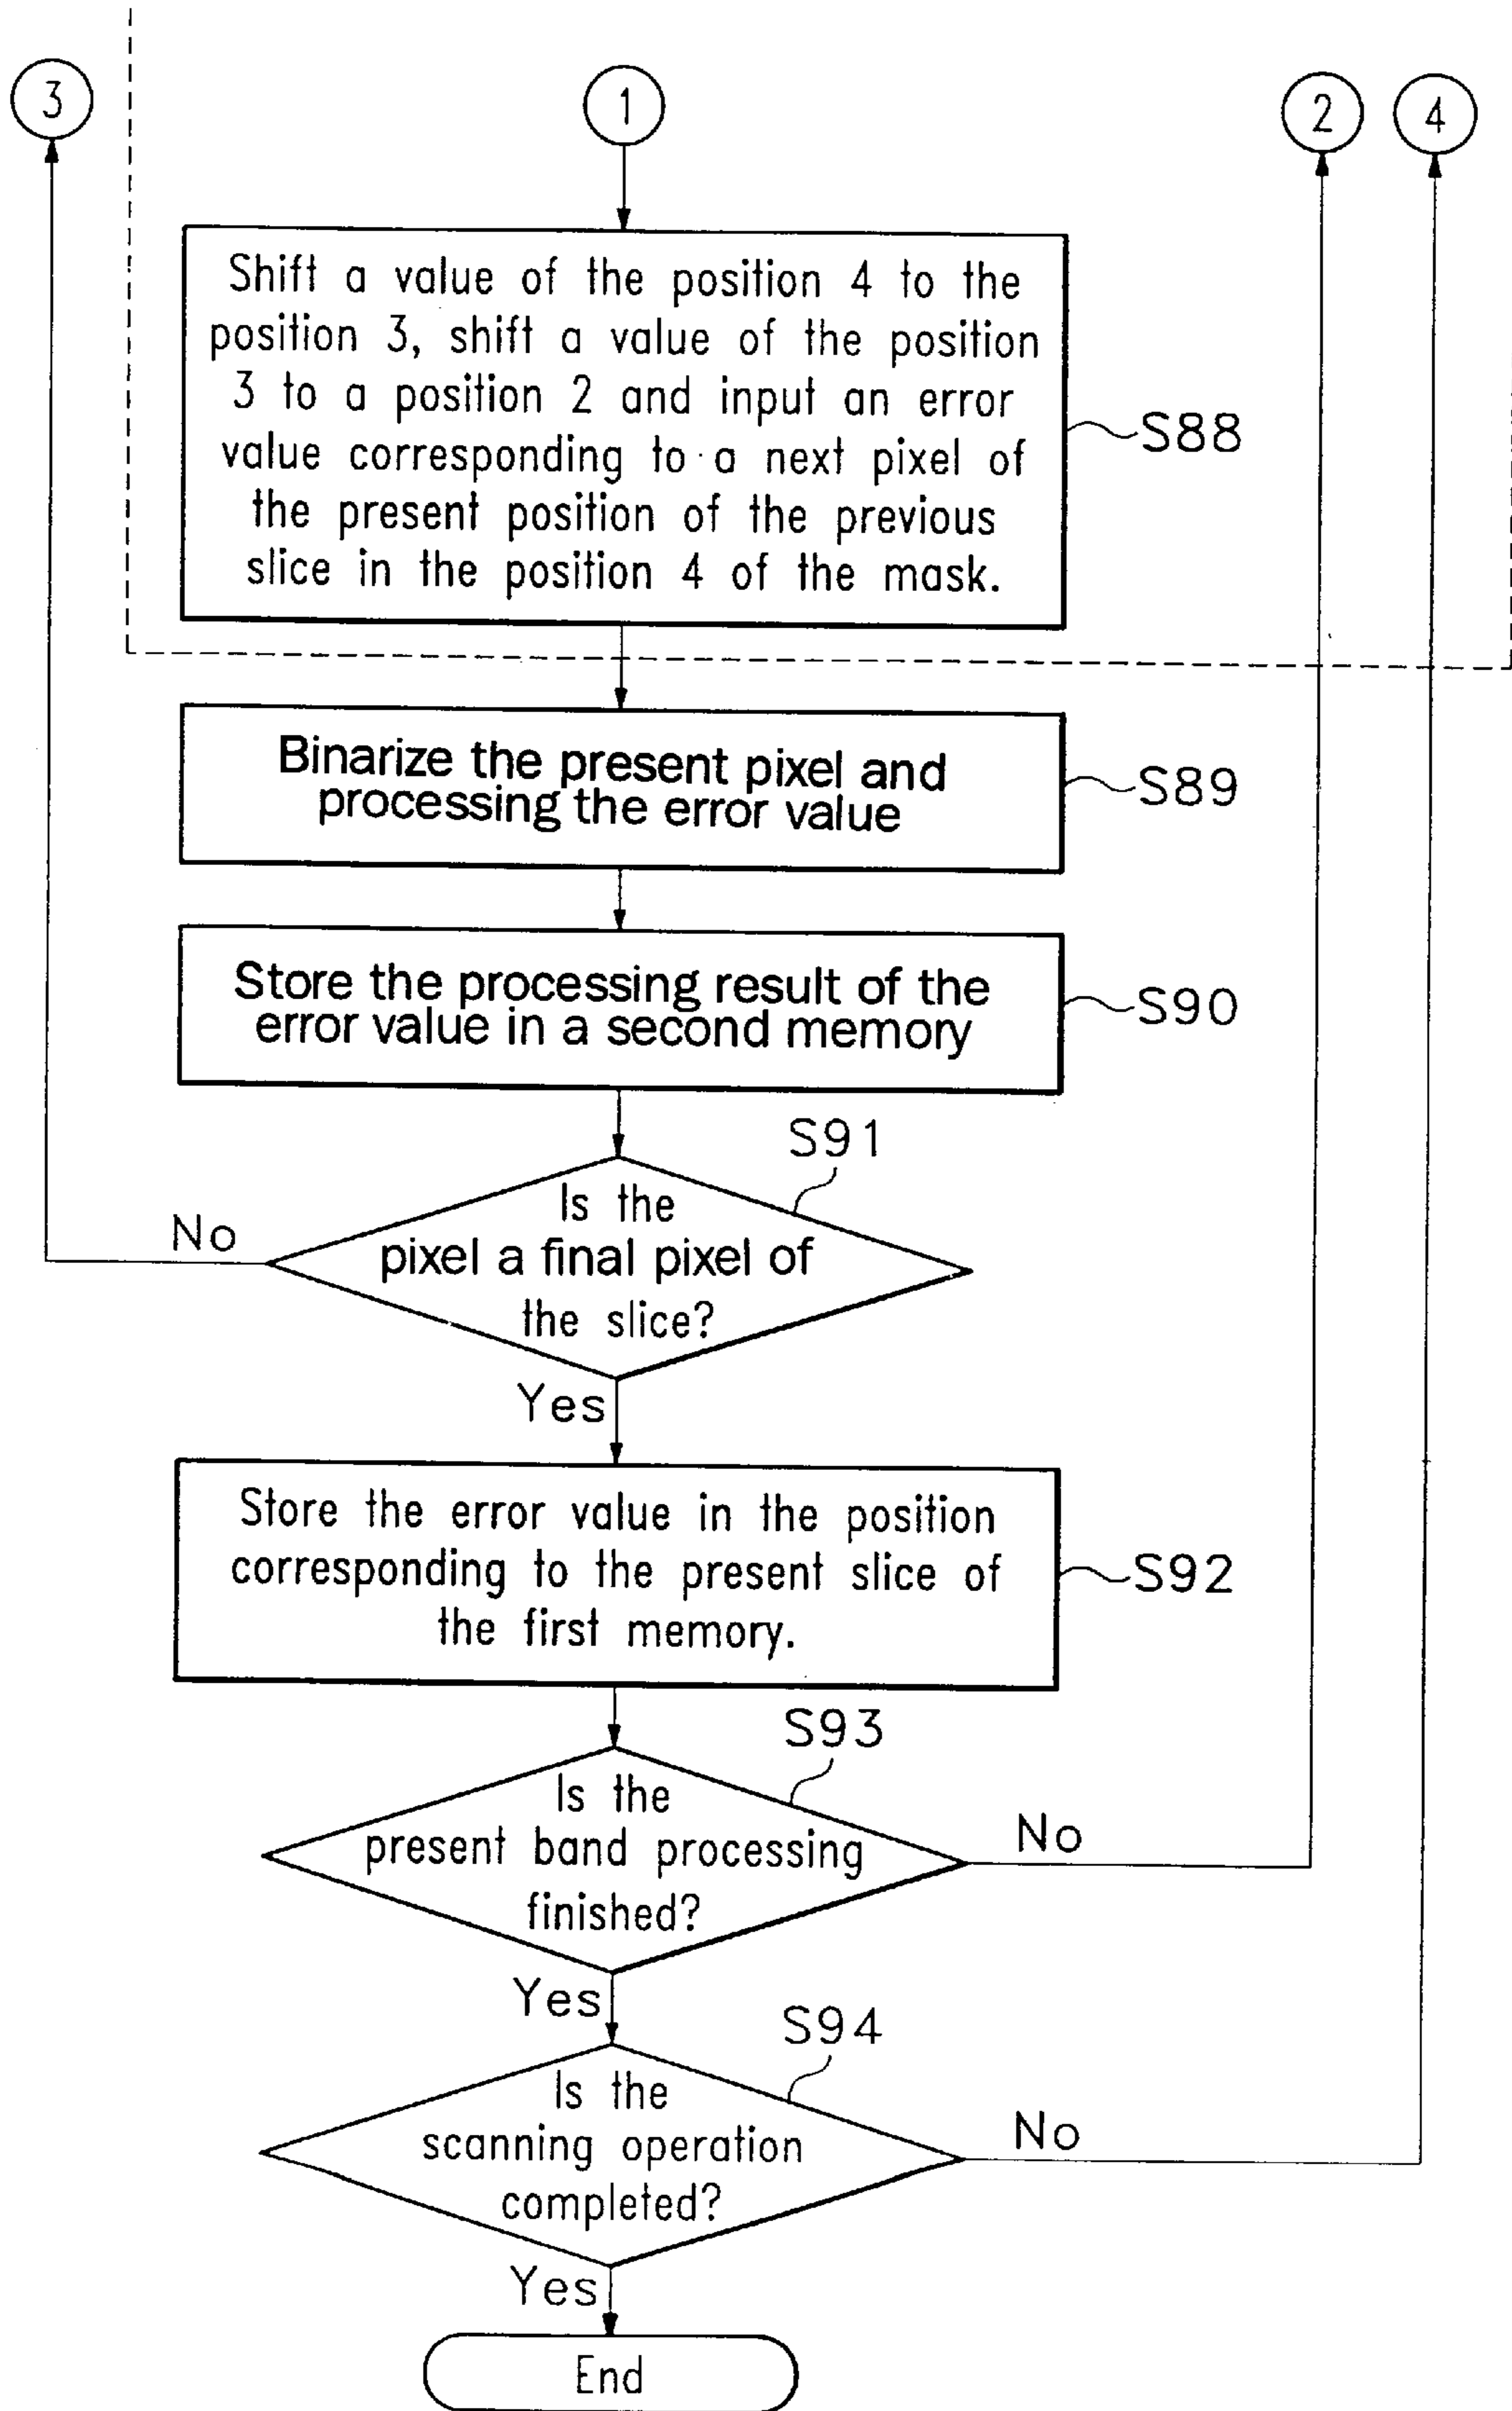 3
1
2
4
Shift a value of the position 4 to the
position 3, shift a value of the position
3 to a position 2 and input an error
value corresponding to a next pixel of
the present position of the previous
slice in the position 4 of the mask.
S88
Binarize the present pixel and
processing the error value
S89
Store the processing result of the
error value in a second memory
S90
S91
Is the
pixel a final pixel of
the slice?
No
Yes
Store the error value in the position
corresponding to the present slice of
the first memory.
S92
S93
Is the
present band processing
finished?
No
Yes
S94
Is the
scanning operation
completed?
No
Yes
End